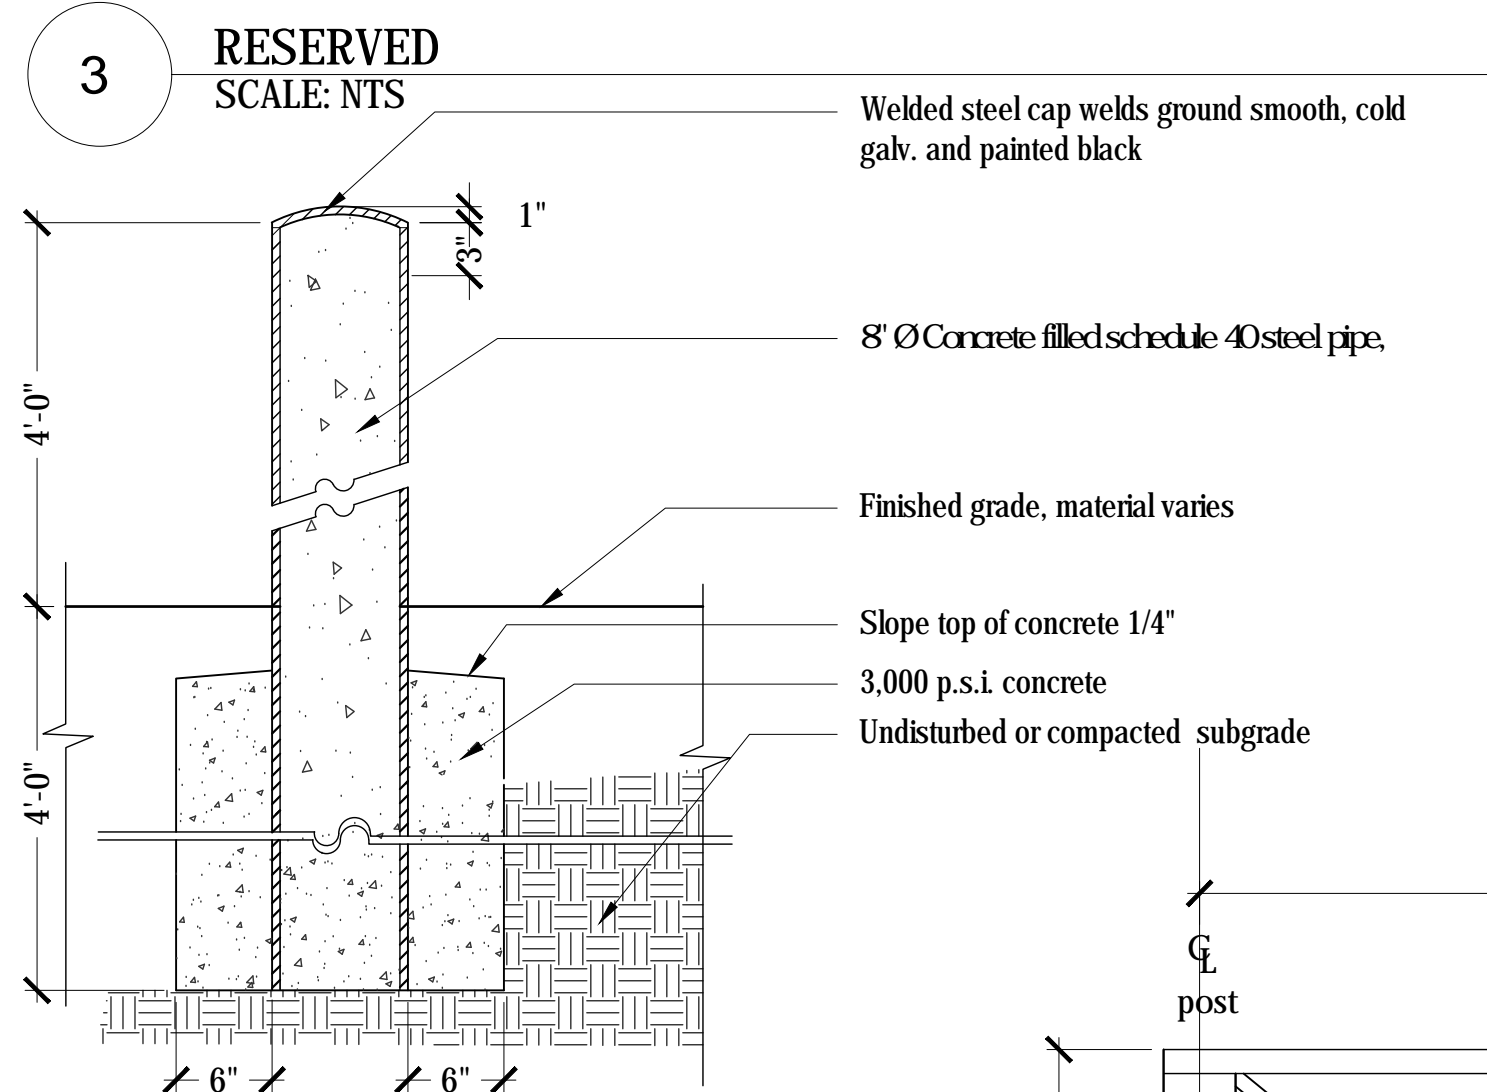 3
RESERVED
SCALE: NTS
Welded steel cap welds ground smooth, cold
galv. and painted black
1"
3"
8" Ø Concrete filled schedule 40 steel pipe,
4'-0"
Finished grade, material varies
Slope top of concrete 1/4"
3,000 p.s.i. concrete
Undisturbed or compacted subgrade
4'-0"
CL
post
6"
6"